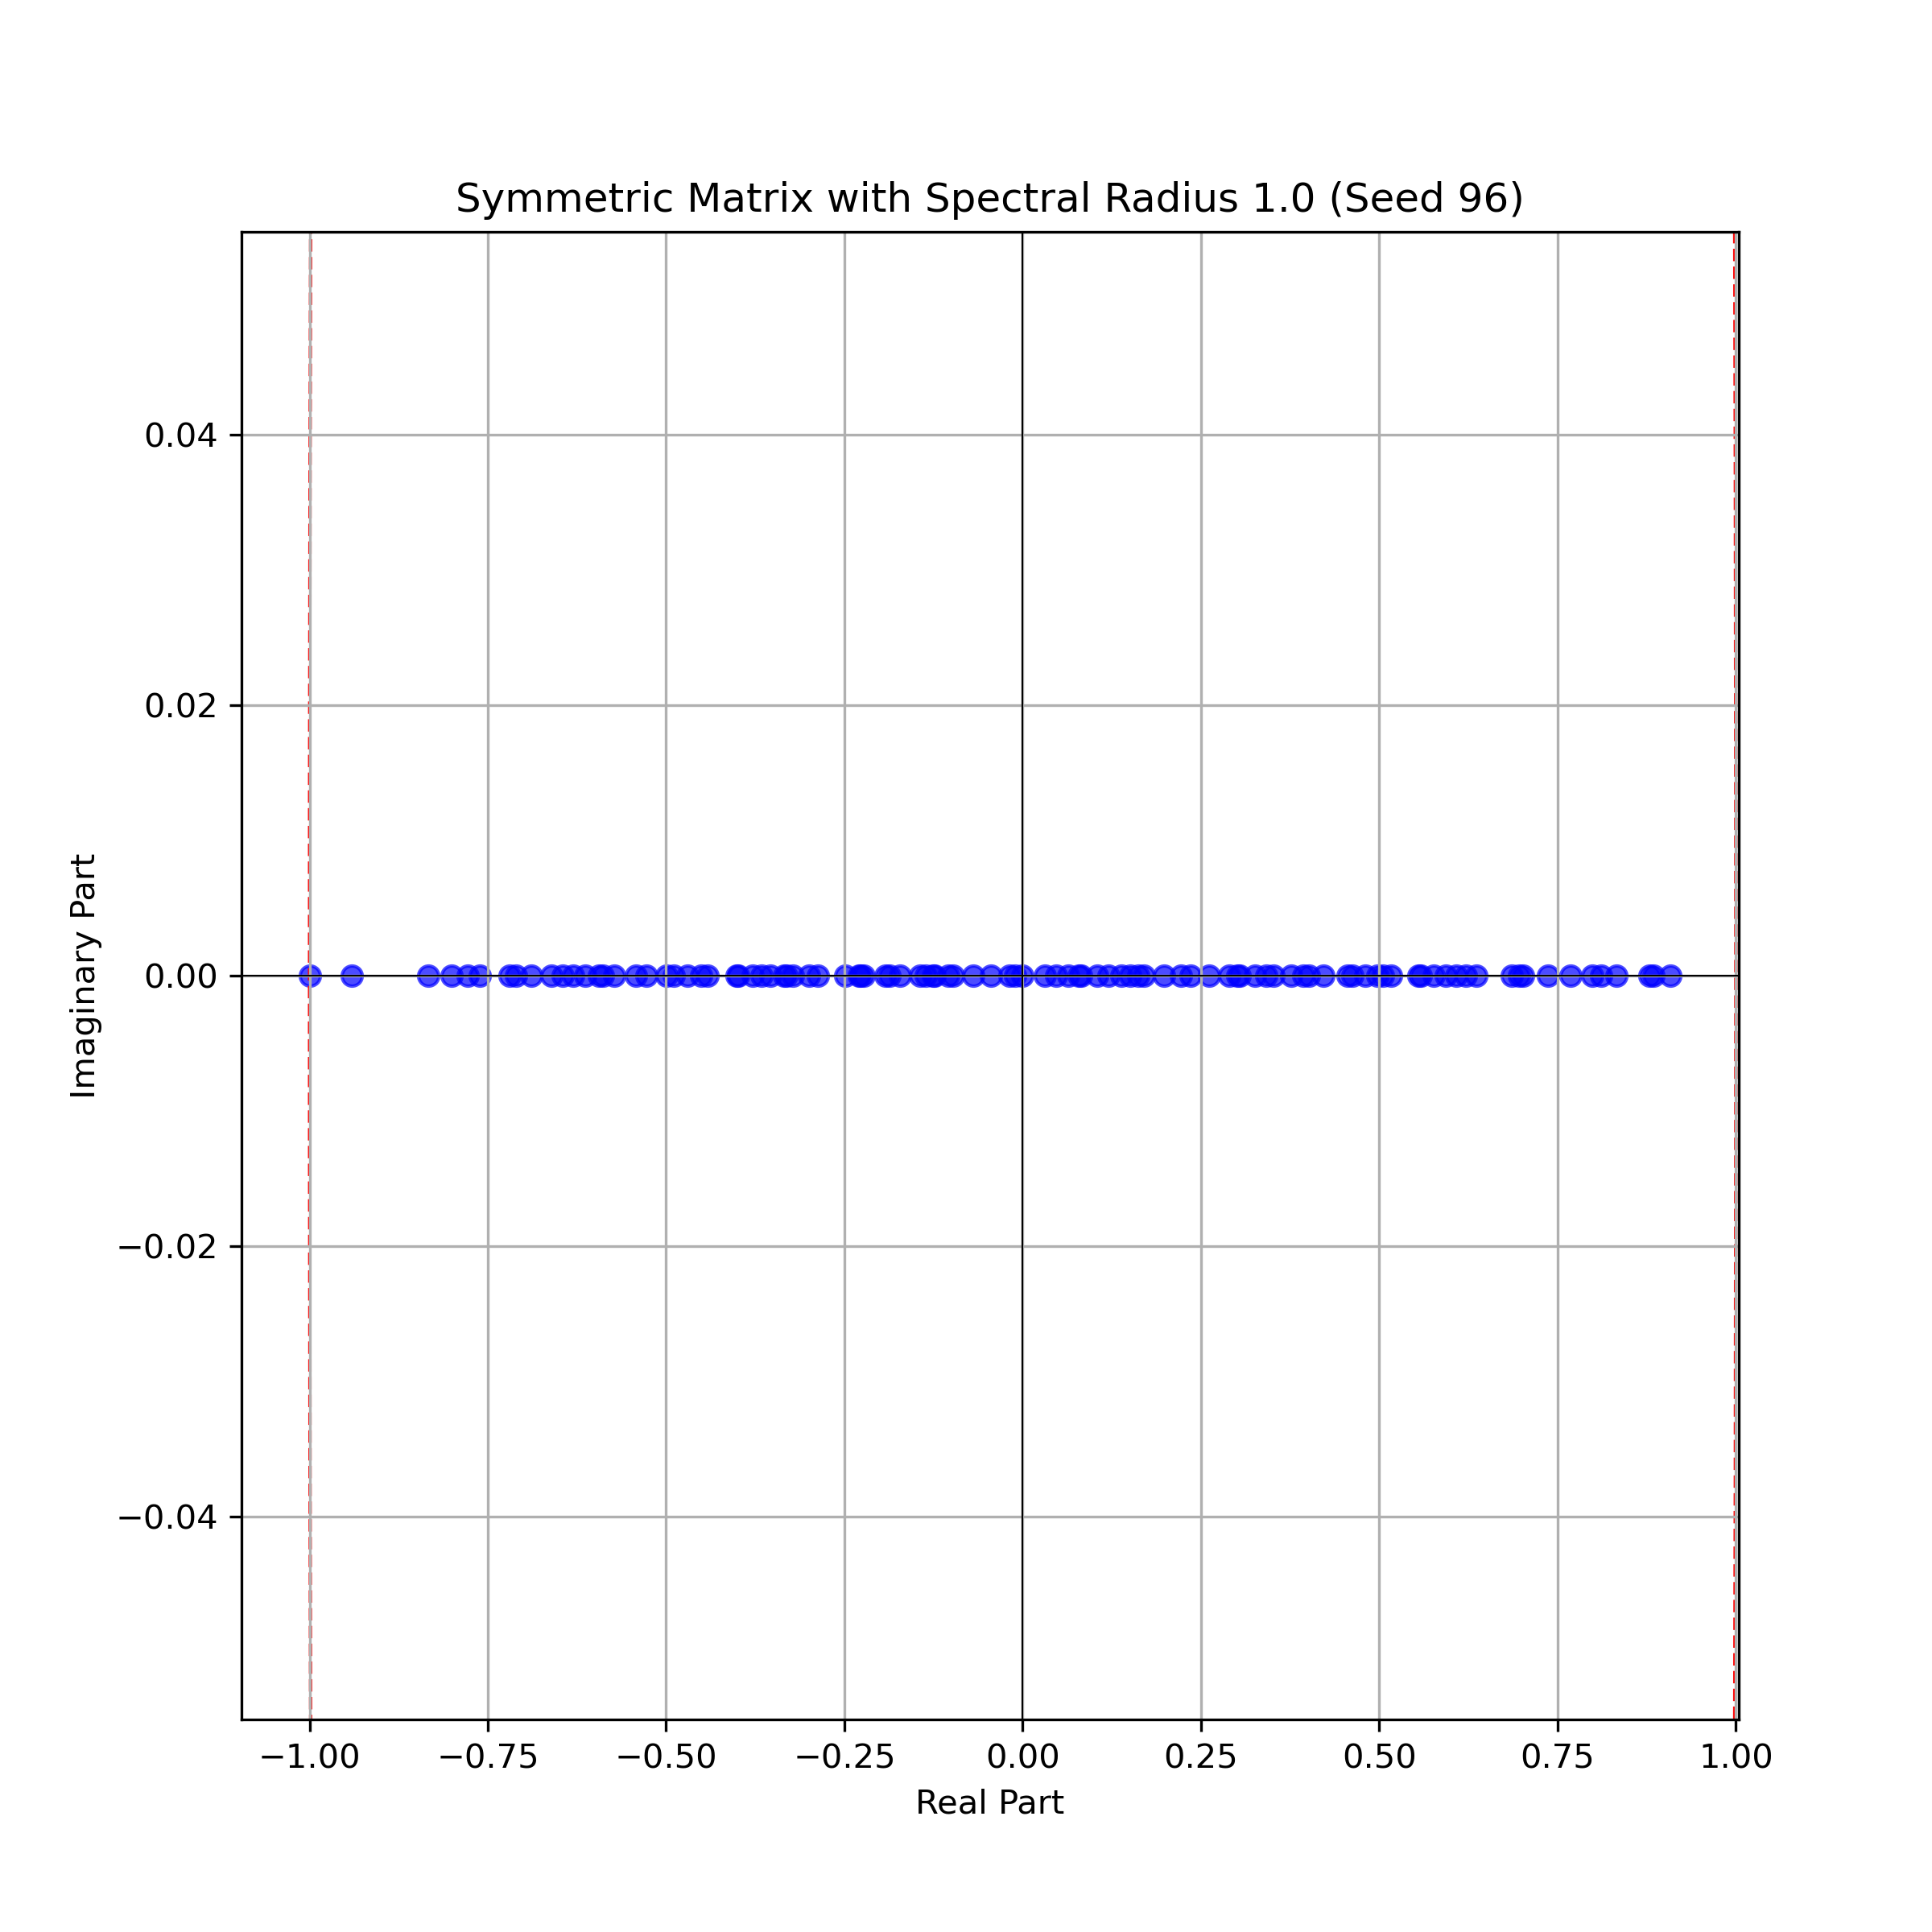 Symmetric Matrix with Spectral Radius 1.0 (Seed 96)
Imaginary Part
0.04
0.02
0.00
−0.02
−0.04
−1.00 −0.75 −0.50 −0.25 0.00 0.25 0.50 0.75 1.00
Real Part